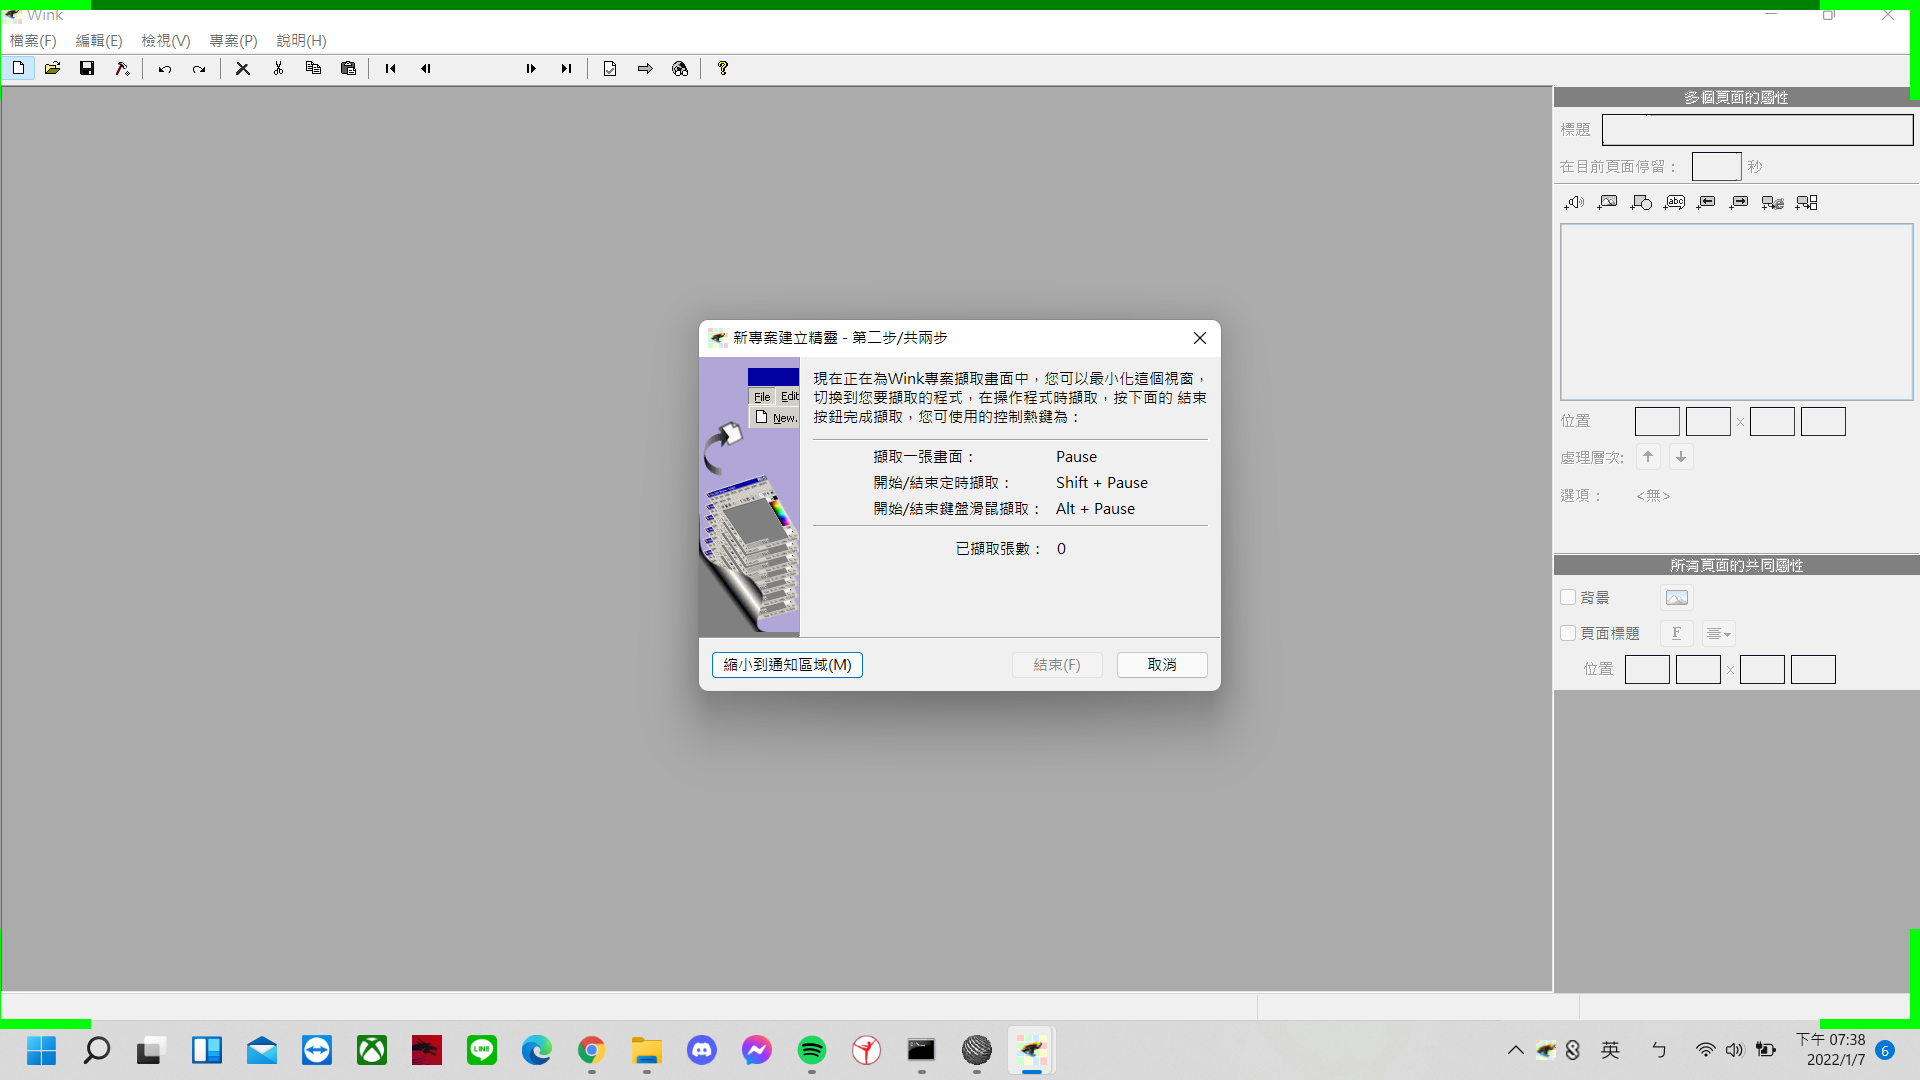 Wink
檔案(F) 編輯(E) 檢視(V) 專案(P) 說明(H)
多個頁面的屬性
標題
在目前頁面停留： 秒
abc
位置 x
處理層次:
選項： <無>
所有頁面的共同屬性
背景
頁面標題 F
位置 x
新專案建立精靈 - 第二步/共兩步
File Edit
New.
現在正在為Wink專案擷取畫面中，您可以最小化這個視窗，
切換到您要擷取的程式，在操作程式時擷取，按下面的 結束
按鈕完成擷取，您可使用的控制熱鍵為：
擷取一張畫面： Pause
開始/結束定時擷取： Shift + Pause
開始/結束鍵盤滑鼠擷取： Alt + Pause
已擷取張數： 0
縮小到通知區域(M) 結束(F) 取消
LINE
英 ㄅ
下午 07:38
2022/1/7
6